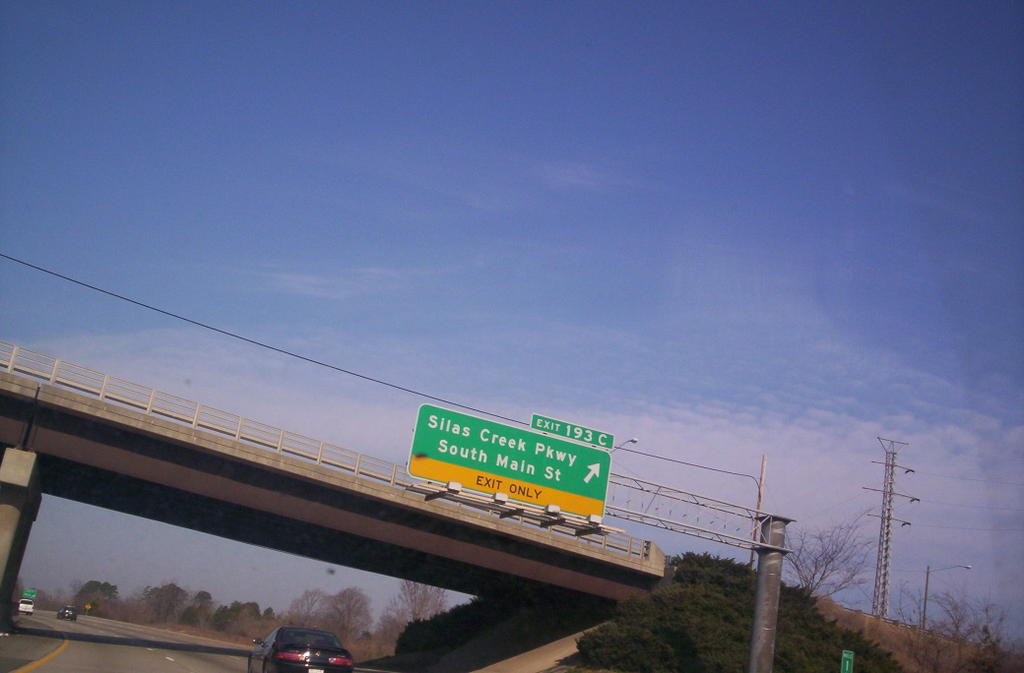 EXIT 193 C
Silas Creek Pkwy
South Main St
EXIT ONLY